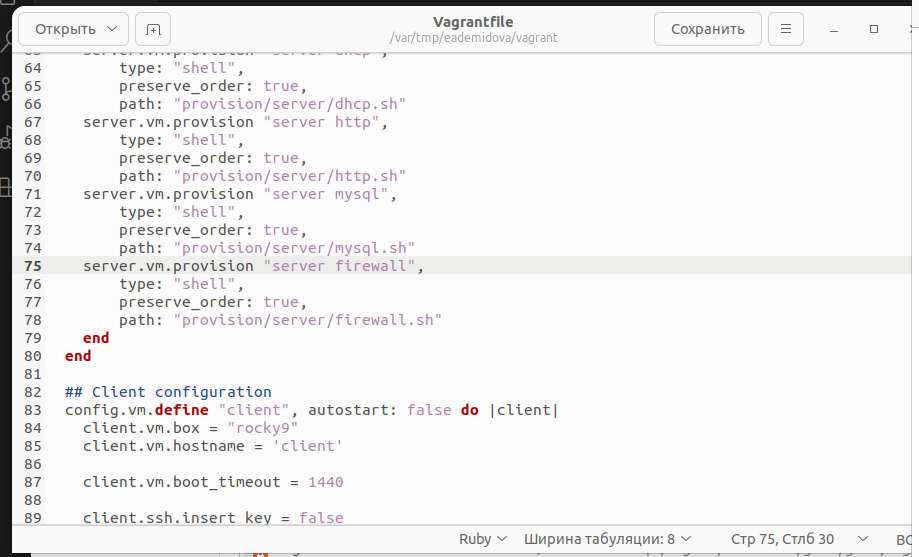 Открыть
Vagrantfile
/var/tmp/eademidova/vagrant
Сохранить
64 type: "shell",
65 preserve_order: true,
66 path: "provision/server/dhcp.sh"
67 server.vm.provision "server http",
68 type: "shell",
69 preserve_order: true,
70 path: "provision/server/http.sh"
71 server.vm.provision "server mysql",
72 type: "shell",
73 preserve_order: true,
74 path: "provision/server/mysql.sh"
75 server.vm.provision "server firewall",
76 type: "shell",
77 preserve_order: true,
78 path: "provision/server/firewall.sh"
79 end
80 end
81
82 ## Client configuration
83 config.vm.define "client", autostart: false do |client|
84 client.vm.box = "rocky9"
85 client.vm.hostname = 'client'
86
87 client.vm.boot_timeout = 1440
88
89 client.ssh.insert_key = false
Ruby Ширина табуляции: 8 Стр 75, Стлб 30